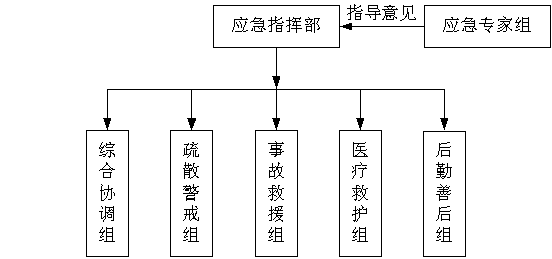 应急指挥部
指导意见
应急专家组
综合协调组
疏散警戒组
事故救援组
医疗救护组
后勤善后组